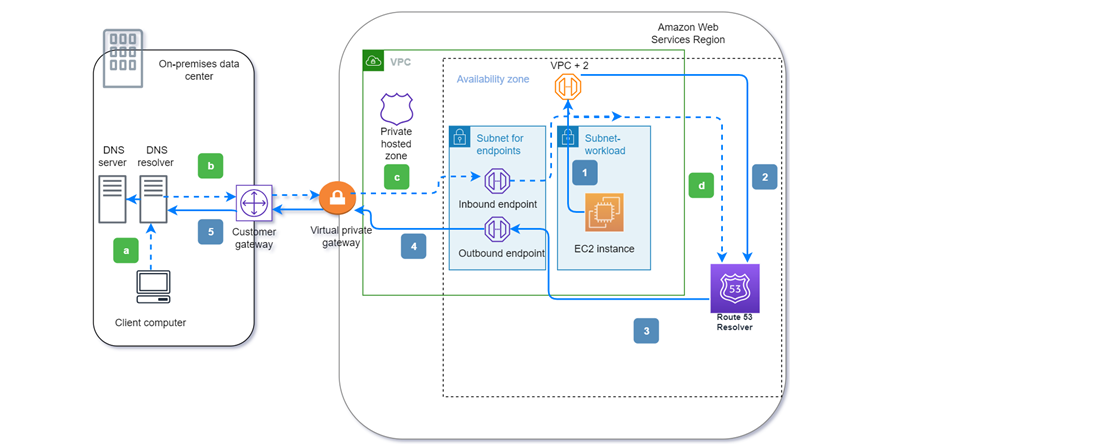 Amazon Web
Services Region
On-premises data
center
VPC
VPC + 2
Availability zone
Private
hosted
zone
Subnet for
endpoints
Subnet-
workload
DNS
server
DNS
resolver
b
c
1
d
2
Inbound endpoint
5
Customer
gateway
Virtual private
gateway
4
Outbound endpoint
EC2 instance
a
53
Route 53
Resolver
Client computer
3